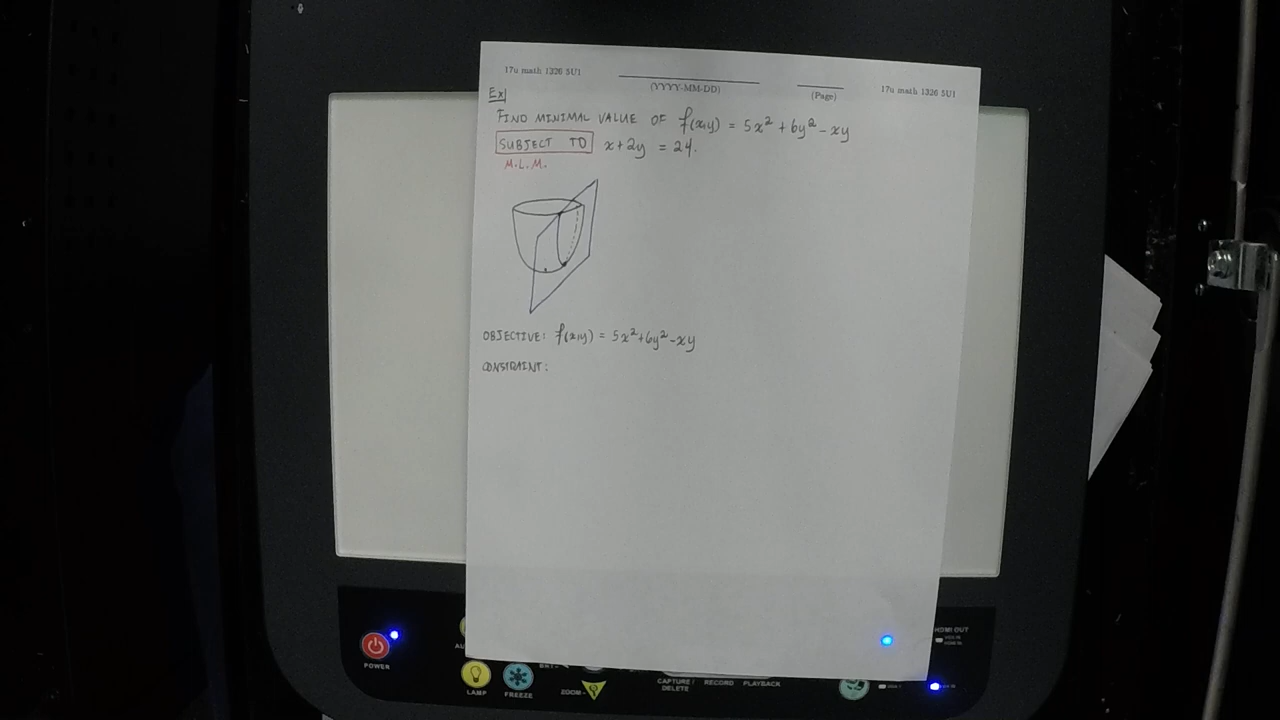 17u math 1326 5U1
(YYYY-MM-DD)
(Page)
17u math 1326 5U1
Ex1
FIND MINIMAL VALUE OF f(x,y) = 5x² + 6y² - xy
SUBJECT TO x + 2y = 24.
M.L.M.
OBJECTIVE: f(x,y) = 5x² + 6y² - xy
CONSTRAINT:
POWER
LAMP
FREEZE
ZOOM -
CAPTURE / DELETE
RECORD
PLAYBACK
HDMI OUT